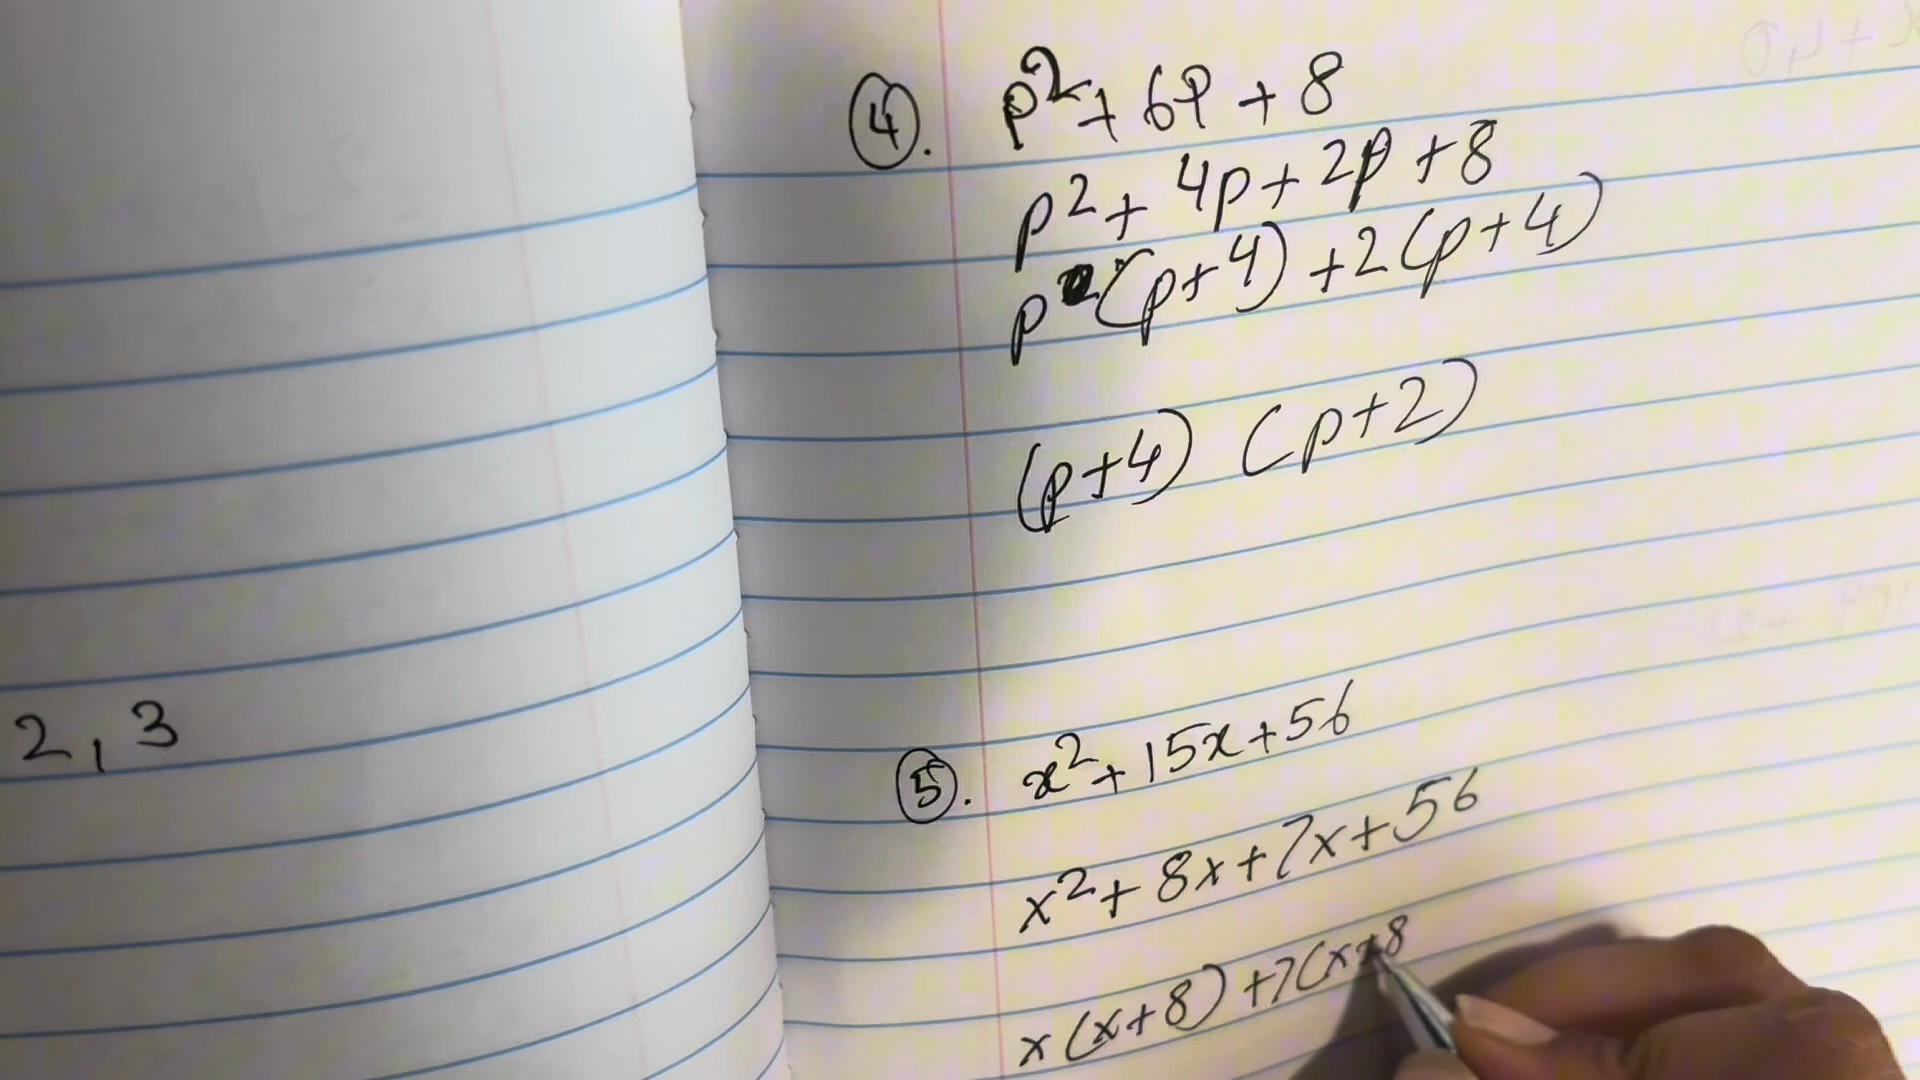 2, 3
④. p² + 6p + 8
p² + 4p + 2p + 8
p (p+4) + 2 (p+4)
(p+4) (p+2)
⑤. x² + 15x + 56
x² + 8x + 7x + 56
x (x+8) + 7 (x+8